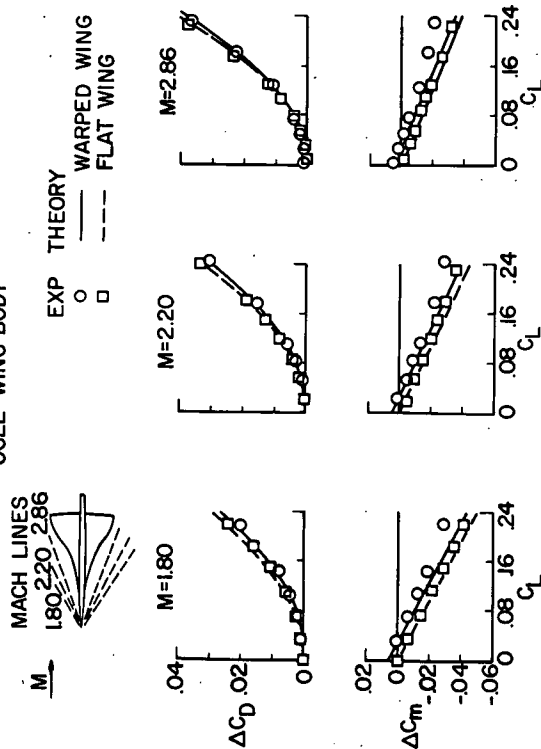 OGEE WING-BODY
MACH LINES
1.80 2.20 2.86
M
EXP THEORY
WARPED WING
FLAT WING
M=1.80
M=2.20
M=2.86
.04
.02
0
ΔC_D
.02
0
-.02
-.04
-.06
ΔC_m
0 .08 .16 .24
C_L
0 .08 .16 .24
C_L
0 .08 .16 .24
C_L